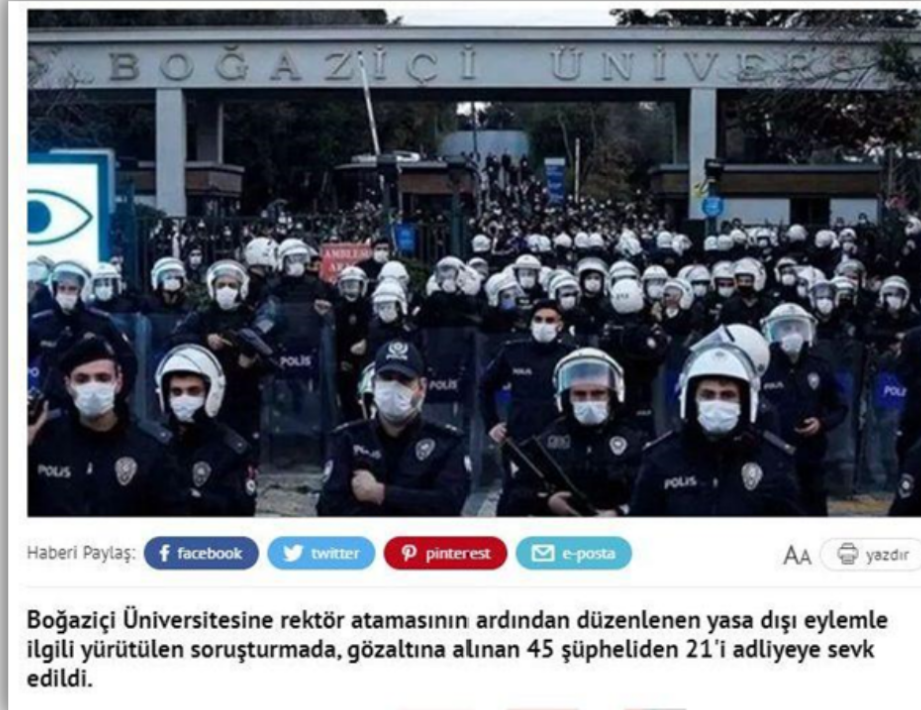 BOĞAZİÇİ ÜNİVERS
AMBLESİ
POLİS
POLİS
POLİS
POLİS
POLİS
Haberi Paylaş: facebook twitter pinterest e-posta AA yazdır
Boğaziçi Üniversitesine rektör atamasının ardından düzenlenen yasa dışı eylemle
ilgili yürütülen soruşturmada, gözaltına alınan 45 şüpheliden 21'i adliyeye sevk
edildi.